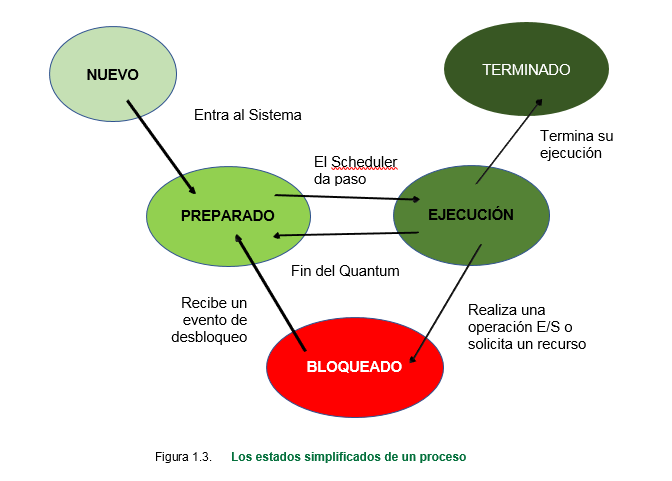 NUEVO
TERMINADO
Entra al Sistema
Termina su
ejecución
El Scheduler
da paso
PREPARADO
EJECUCIÓN
Fin del Quantum
Recibe un
evento de
desbloqueo
Realiza una
operación E/S o
solicita un recurso
BLOQUEADO
Figura 1.3. Los estados simplificados de un proceso